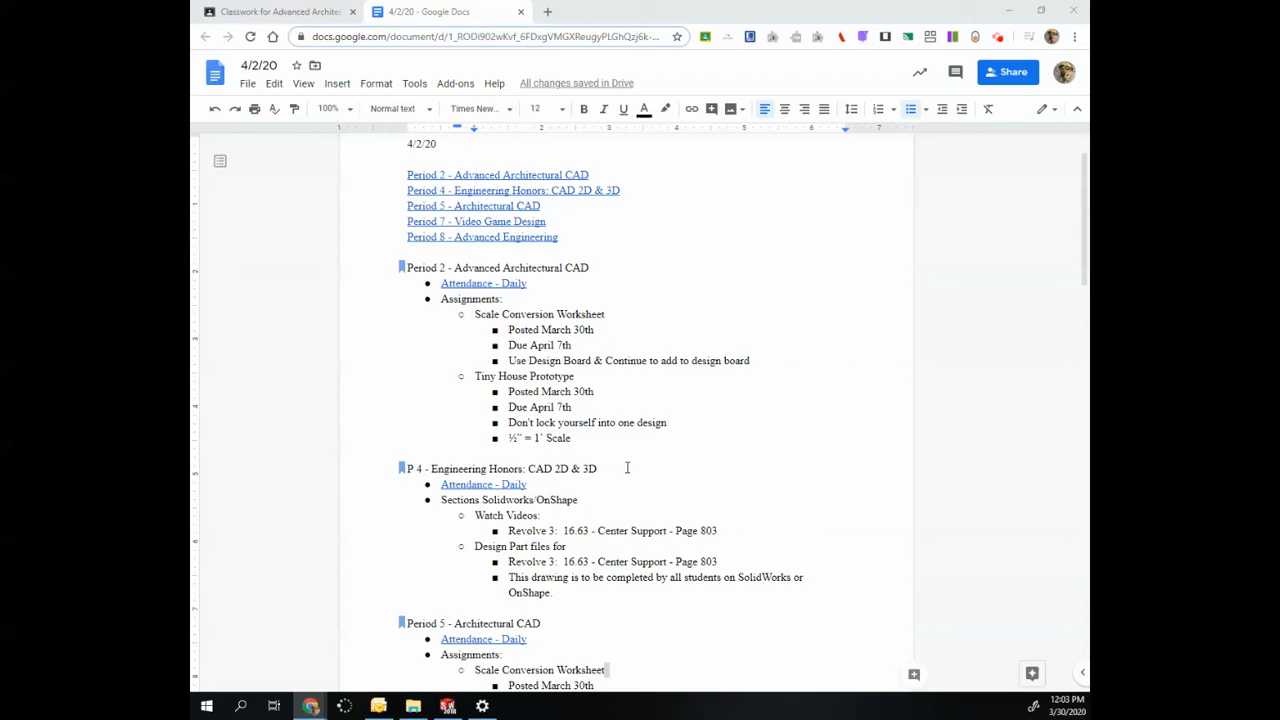 Classwork for Advanced Archite
4/2/20 - Google Docs
docs.google.com/document/d/1_RODi902wKvf_6FDxgVMGXReugyPLGhQzj6k-...
4/2/20
File Edit View Insert Format Tools Add-ons Help All changes saved in Drive
Share
100% Normal text Times New... 12 B I U A
1 1 2 3 4 5 6 7
4/2/20
Period 2 - Advanced Architectural CAD
Period 4 - Engineering Honors: CAD 2D & 3D
Period 5 - Architectural CAD
Period 7 - Video Game Design
Period 8 - Advanced Engineering
Period 2 - Advanced Architectural CAD
● Attendance - Daily
● Assignments:
○ Scale Conversion Worksheet
■ Posted March 30th
■ Due April 7th
■ Use Design Board & Continue to add to design board
○ Tiny House Prototype
■ Posted March 30th
■ Due April 7th
■ Don't lock yourself into one design
■ ½" = 1' Scale
P 4 - Engineering Honors: CAD 2D & 3D
● Attendance - Daily
● Sections Solidworks/OnShape
○ Watch Videos:
■ Revolve 3: 16.63 - Center Support - Page 803
○ Design Part files for
■ Revolve 3: 16.63 - Center Support - Page 803
■ This drawing is to be completed by all students on SolidWorks or
OnShape.
Period 5 - Architectural CAD
● Attendance - Daily
● Assignments:
○ Scale Conversion Worksheet
■ Posted March 30th
12:03 PM
3/30/2020